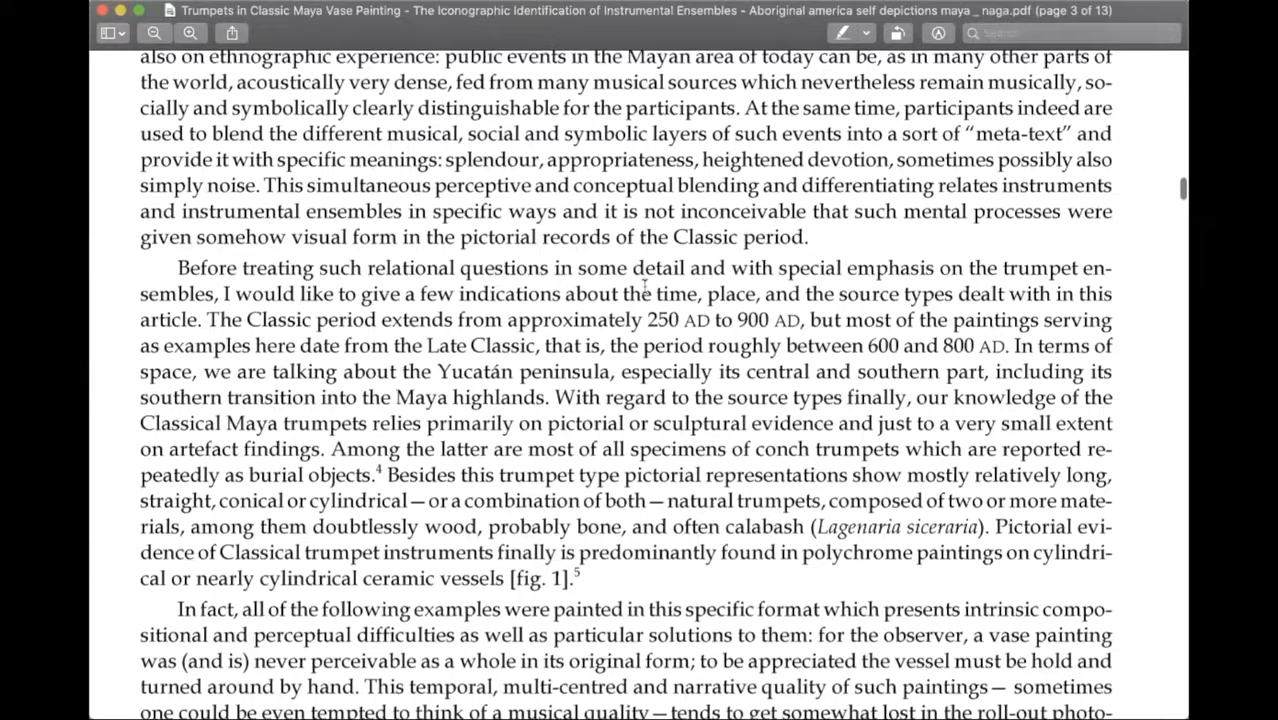 Trumpets in Classic Maya Vase Painting - The Iconographic Identification of Instrumental Ensembles - Aboriginal america self depictions maya _ naga.pdf (page 3 of 13)
Search
also on ethnographic experience: public events in the Mayan area of today can be, as in many other parts of
the world, acoustically very dense, fed from many musical sources which nevertheless remain musically, so-
cially and symbolically clearly distinguishable for the participants. At the same time, participants indeed are
used to blend the different musical, social and symbolic layers of such events into a sort of “meta-text” and
provide it with specific meanings: splendour, appropriateness, heightened devotion, sometimes possibly also
simply noise. This simultaneous perceptive and conceptual blending and differentiating relates instruments
and instrumental ensembles in specific ways and it is not inconceivable that such mental processes were
given somehow visual form in the pictorial records of the Classic period.
Before treating such relational questions in some detail and with special emphasis on the trumpet en-
sembles, I would like to give a few indications about the time, place, and the source types dealt with in this
article. The Classic period extends from approximately 250 AD to 900 AD, but most of the paintings serving
as examples here date from the Late Classic, that is, the period roughly between 600 and 800 AD. In terms of
space, we are talking about the Yucatán peninsula, especially its central and southern part, including its
southern transition into the Maya highlands. With regard to the source types finally, our knowledge of the
Classical Maya trumpets relies primarily on pictorial or sculptural evidence and just to a very small extent
on artefact findings. Among the latter are most of all specimens of conch trumpets which are reported re-
peatedly as burial objects.4 Besides this trumpet type pictorial representations show mostly relatively long,
straight, conical or cylindrical—or a combination of both—natural trumpets, composed of two or more mate-
rials, among them doubtlessly wood, probably bone, and often calabash (Lagenaria siceraria). Pictorial evi-
dence of Classical trumpet instruments finally is predominantly found in polychrome paintings on cylindri-
cal or nearly cylindrical ceramic vessels [fig. 1].5
In fact, all of the following examples were painted in this specific format which presents intrinsic compo-
sitional and perceptual difficulties as well as particular solutions to them: for the observer, a vase painting
was (and is) never perceivable as a whole in its original form; to be appreciated the vessel must be hold and
turned around by hand. This temporal, multi-centred and narrative quality of such paintings— sometimes
one could be even tempted to think of a musical quality—tends to get somewhat lost in the roll-out photo-